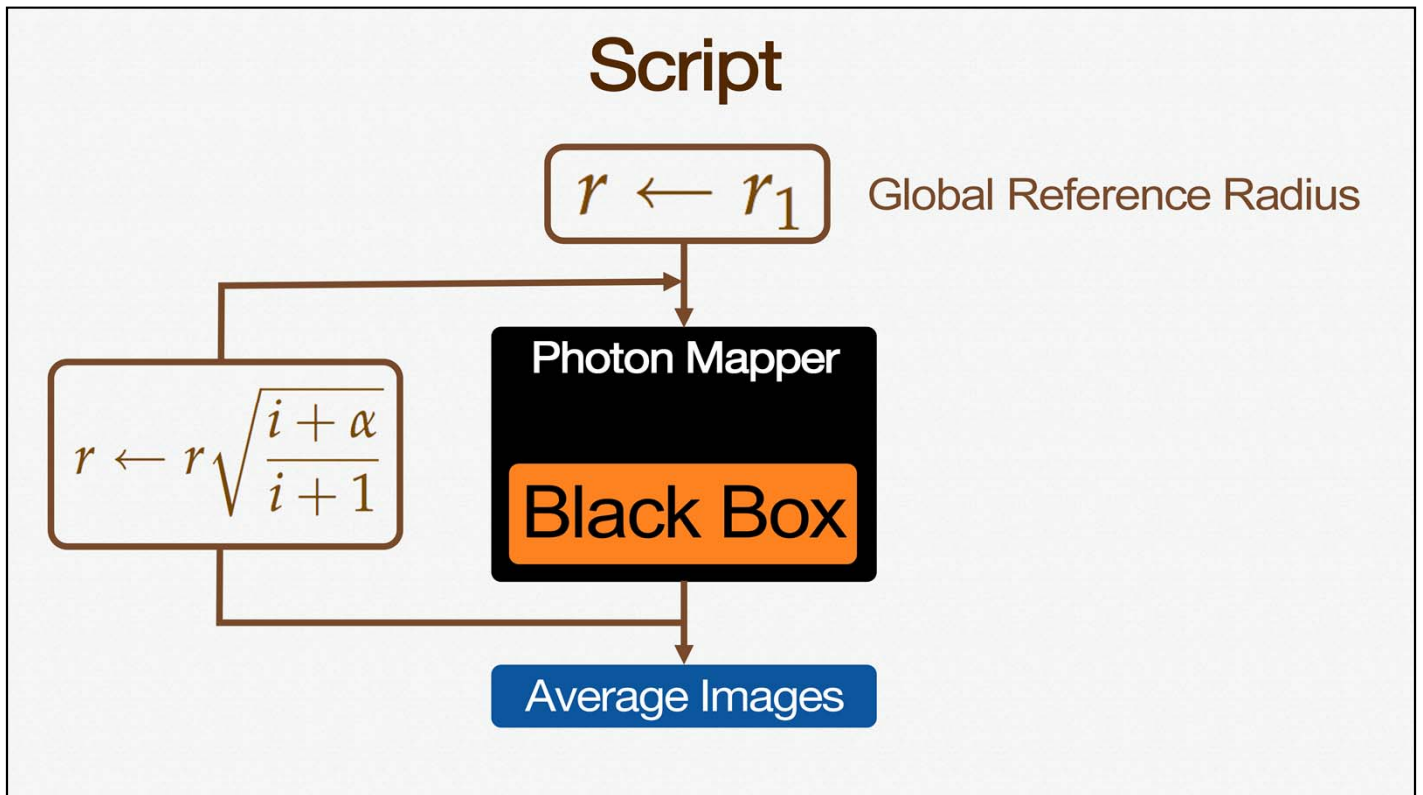 Script
r ← r₁ Global Reference Radius
Photon Mapper
r ← r√((i + α)/(i + 1))
Black Box
Average Images